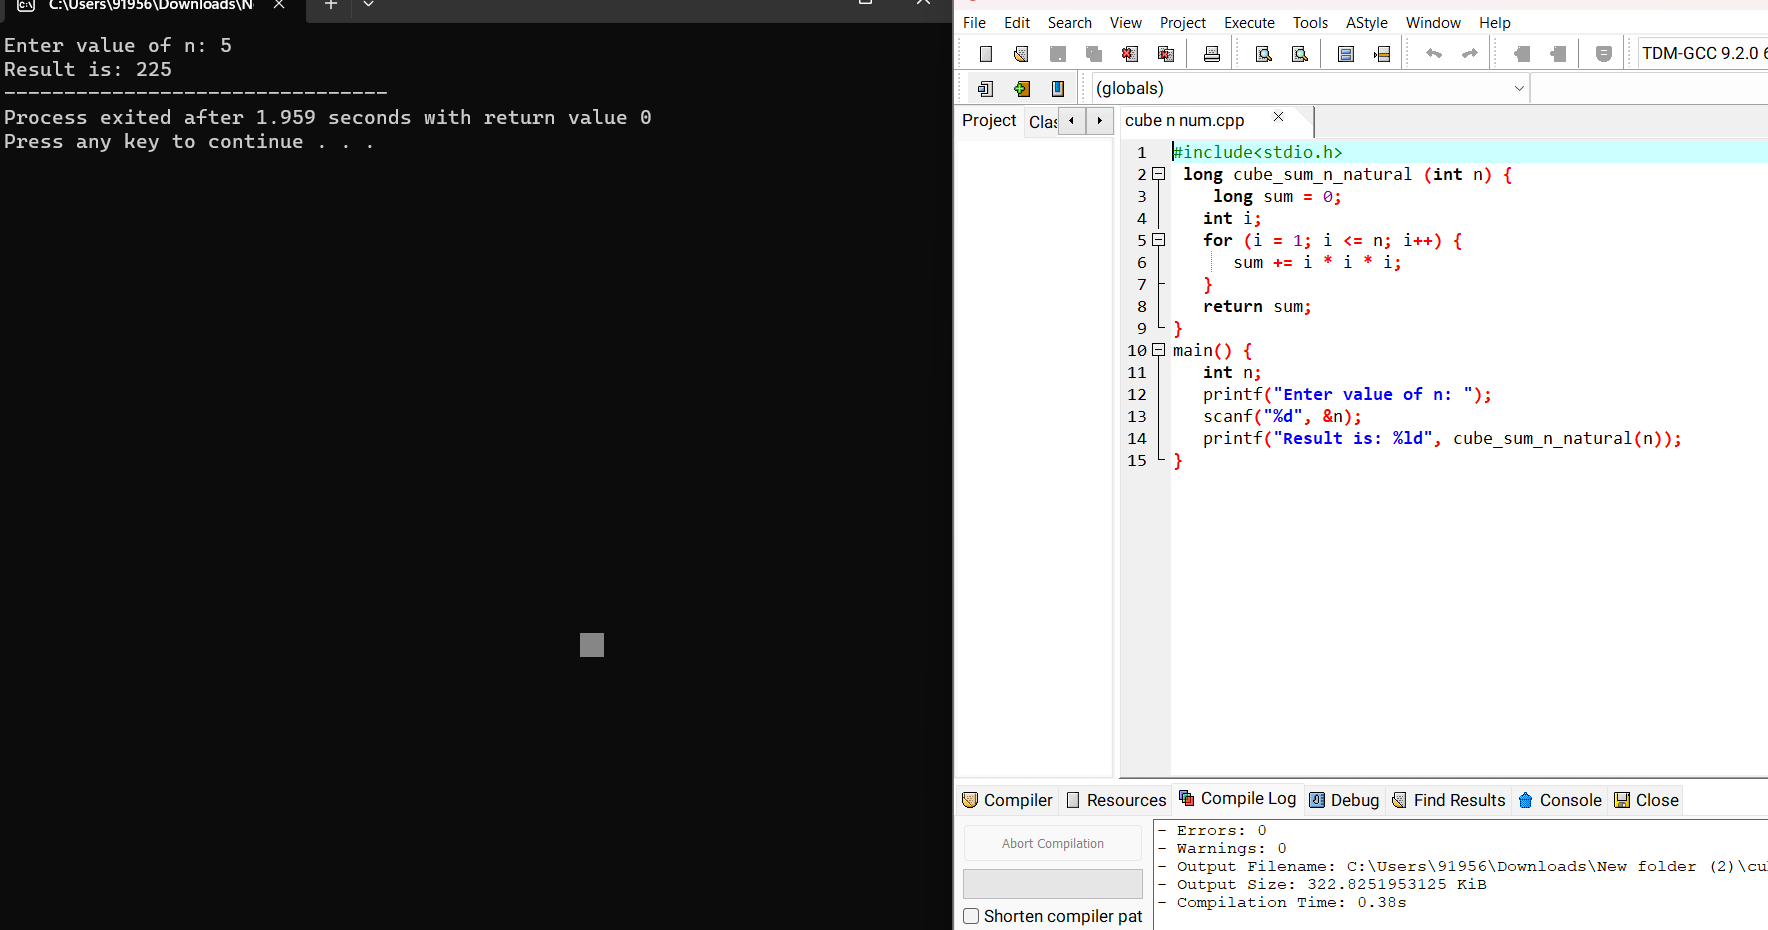 C:\Users\91956\Downloads\N
Enter value of n: 5
Result is: 225
--------------------------------
Process exited after 1.959 seconds with return value 0
Press any key to continue . . .
File Edit Search View Project Execute Tools AStyle Window Help
TDM-GCC 9.2.0 6
(globals)
Project Clas
cube n num.cpp
1 #include<stdio.h>
2 long cube_sum_n_natural (int n) {
3 long sum = 0;
4 int i;
5 for (i = 1; i <= n; i++) {
6 sum += i * i * i;
7 }
8 return sum;
9 }
10 main() {
11 int n;
12 printf("Enter value of n: ");
13 scanf("%d", &n);
14 printf("Result is: %ld", cube_sum_n_natural(n));
15 }
Compiler Resources Compile Log Debug Find Results Console Close
Abort Compilation
Shorten compiler pat
- Errors: 0
- Warnings: 0
- Output Filename: C:\Users\91956\Downloads\New folder (2)\cu
- Output Size: 322.8251953125 KiB
- Compilation Time: 0.38s